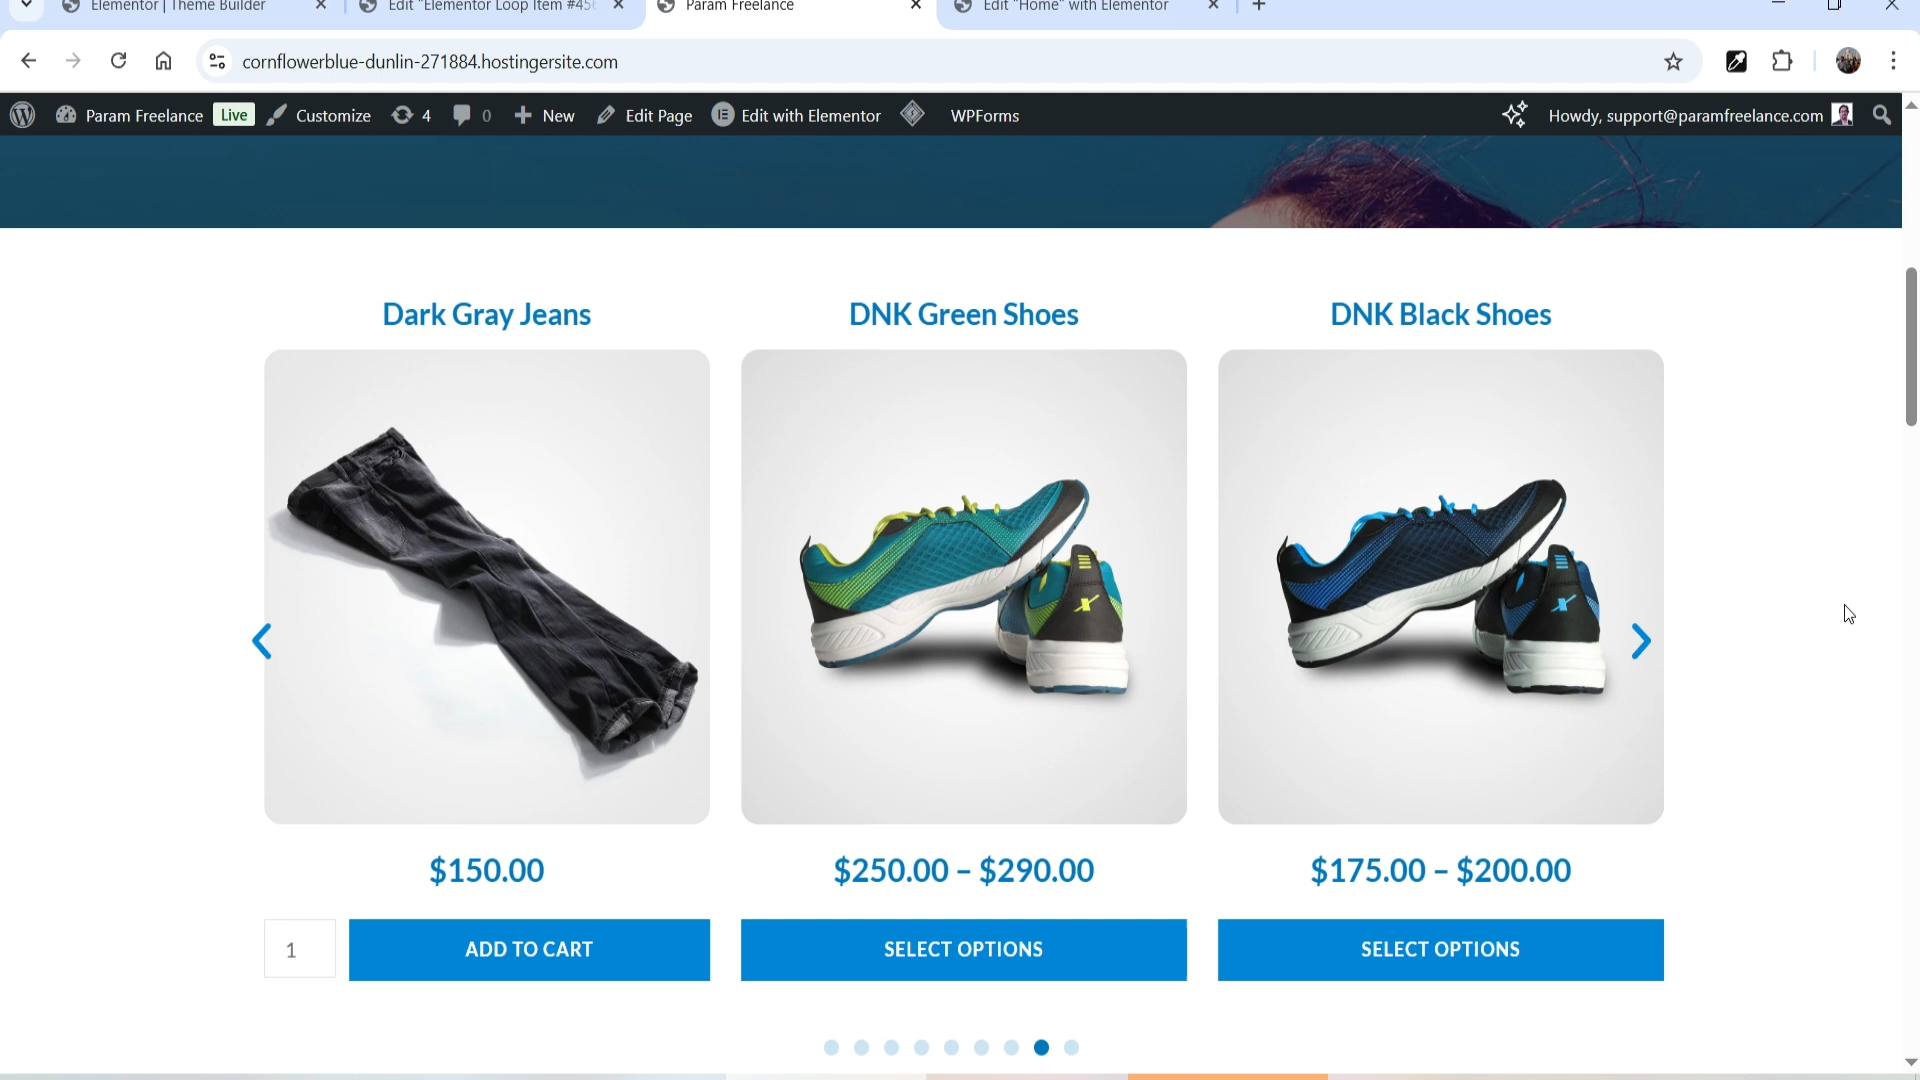 Elementor | Theme Builder
Edit "Elementor Loop Item #456
Param Freelance
Edit "Home" with Elementor
cornflowerblue-dunlin-271884.hostingersite.com
Param Freelance Live Customize 4 0 New Edit Page Edit with Elementor WPForms Howdy, support@paramfreelance.com
Dark Gray Jeans
DNK Green Shoes
DNK Black Shoes
$150.00
$250.00 – $290.00
$175.00 – $200.00
1
ADD TO CART
SELECT OPTIONS
SELECT OPTIONS